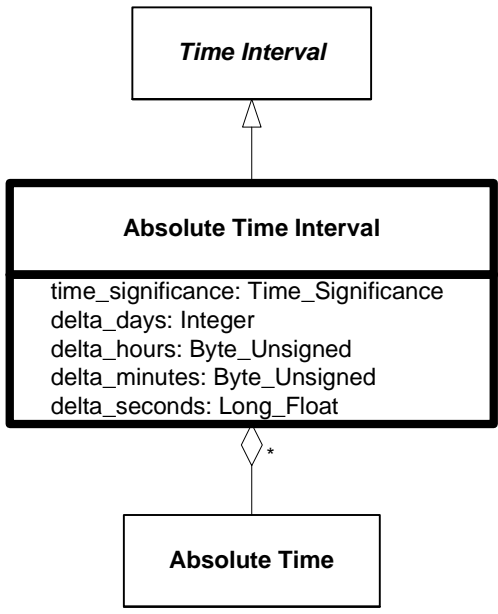 Time Interval
Absolute Time Interval
time_significance: Time_Significance
delta_days: Integer
delta_hours: Byte_Unsigned
delta_minutes: Byte_Unsigned
delta_seconds: Long_Float
*
Absolute Time